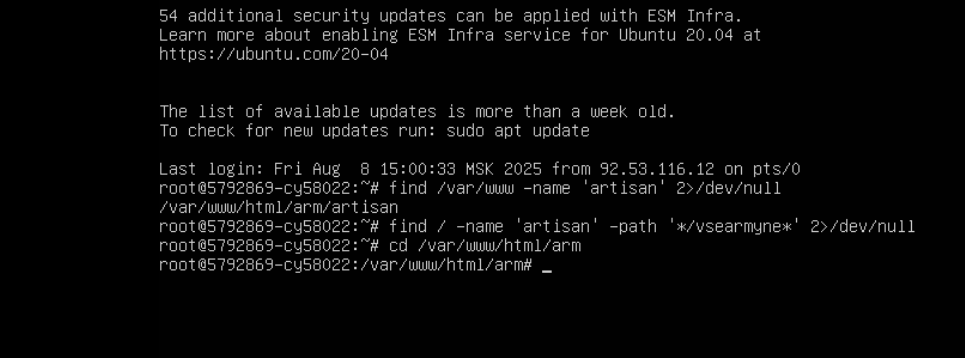 54 additional security updates can be applied with ESM Infra.
Learn more about enabling ESM Infra service for Ubuntu 20.04 at
https://ubuntu.com/20-04
The list of available updates is more than a week old.
To check for new updates run: sudo apt update
Last login: Fri Aug  8 15:00:33 MSK 2025 from 92.53.116.12 on pts/0
root@5792869-cy58022:~# find /var/www -name 'artisan' 2>/dev/null
/var/www/html/arm/artisan
root@5792869-cy58022:~# find / -name 'artisan' -path '*/vsearmyne*' 2>/dev/null
root@5792869-cy58022:~# cd /var/www/html/arm
root@5792869-cy58022:/var/www/html/arm# _